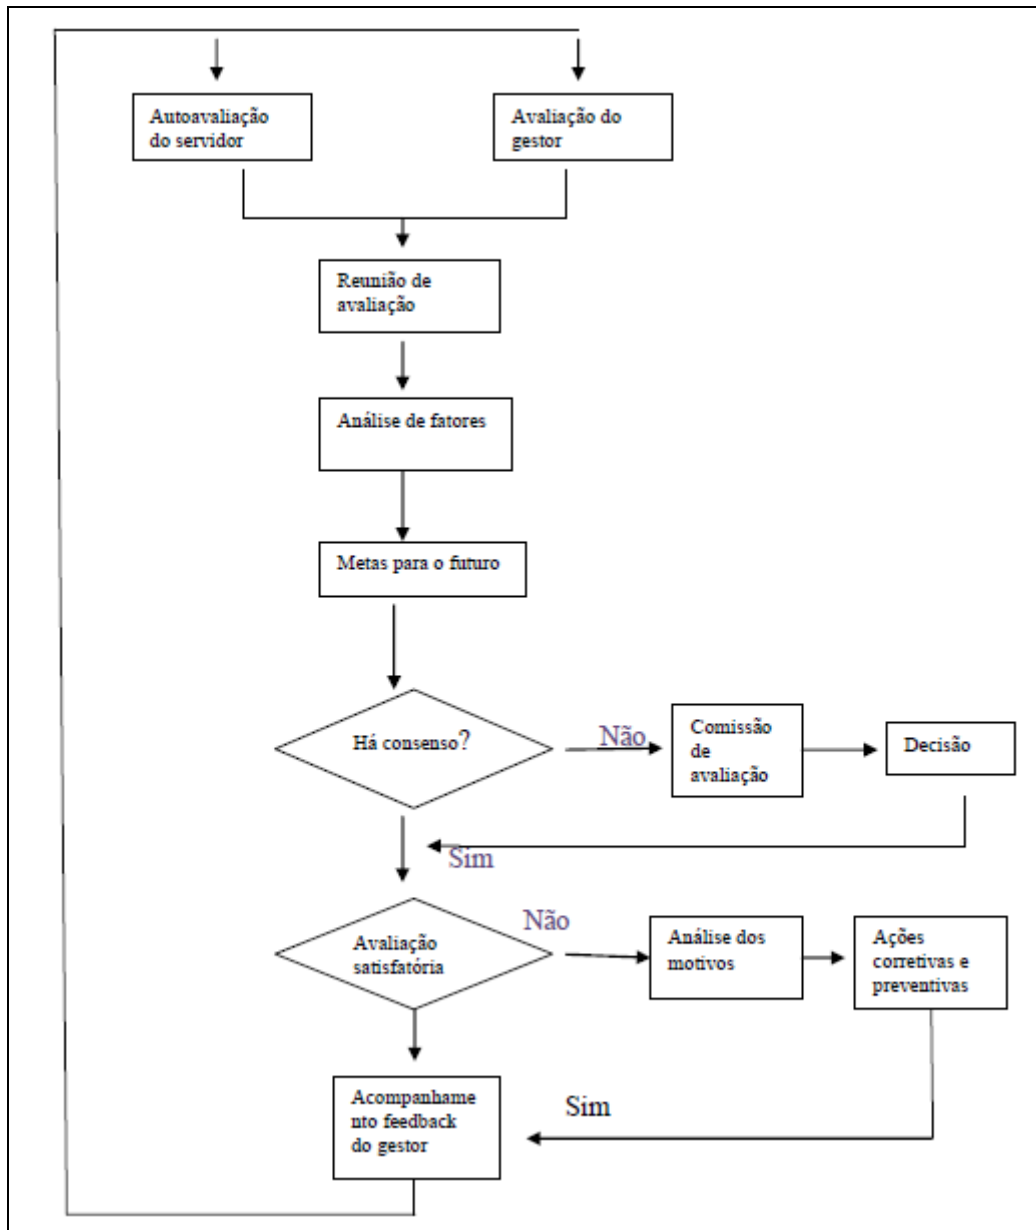 Autoavaliação
do servidor
Avaliação do
gestor
Reunião de
avaliação
Análise de fatores
Metas para o futuro
Há consenso?
Não
Comissão
de
avaliação
Decisão
Sim
Avaliação
satisfatória
Não
Análise dos
motivos
Ações
corretivas e
preventivas
Acompanhame
nto feedback
do gestor
Sim